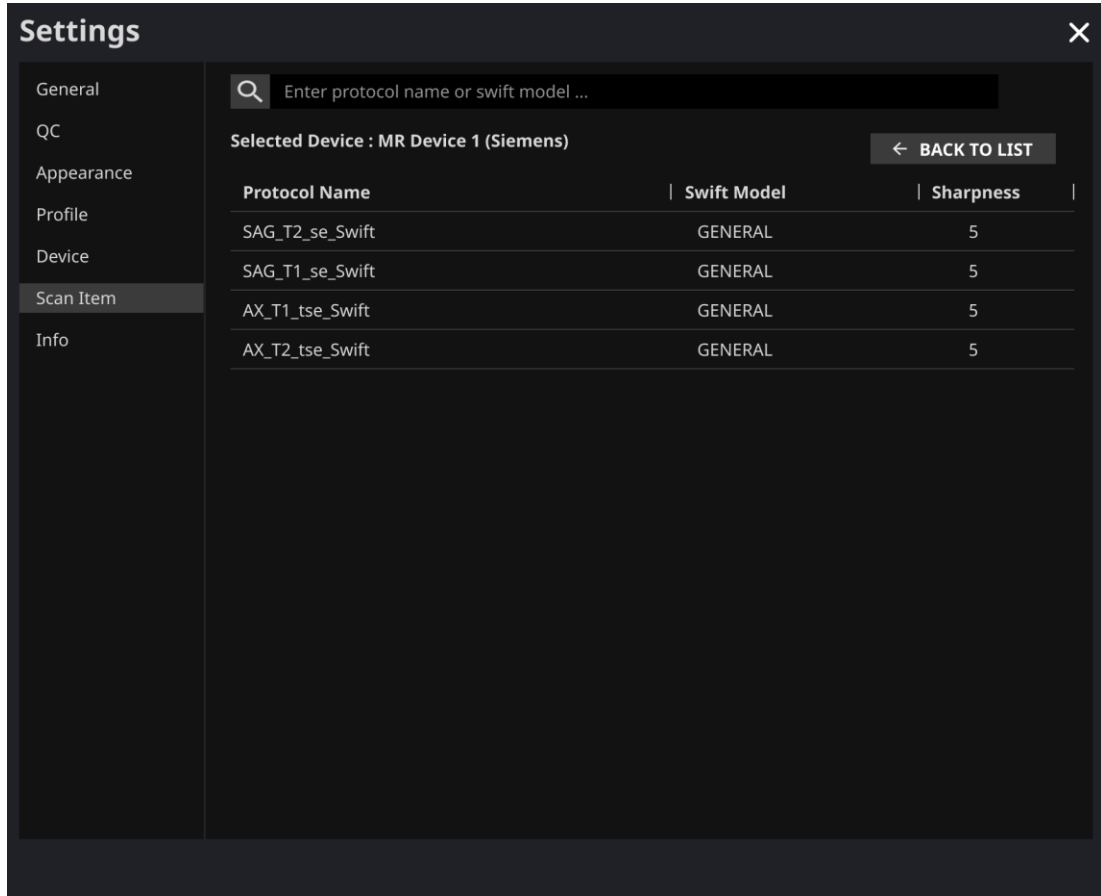 Settings
General
QC
Appearance
Profile
Device
Scan Item
Info
Enter protocol name or swift model ...
Selected Device : MR Device 1 (Siemens)
← BACK TO LIST
Protocol Name | Swift Model | Sharpness |
SAG_T2_se_Swift GENERAL 5
SAG_T1_se_Swift GENERAL 5
AX_T1_tse_Swift GENERAL 5
AX_T2_tse_Swift GENERAL 5